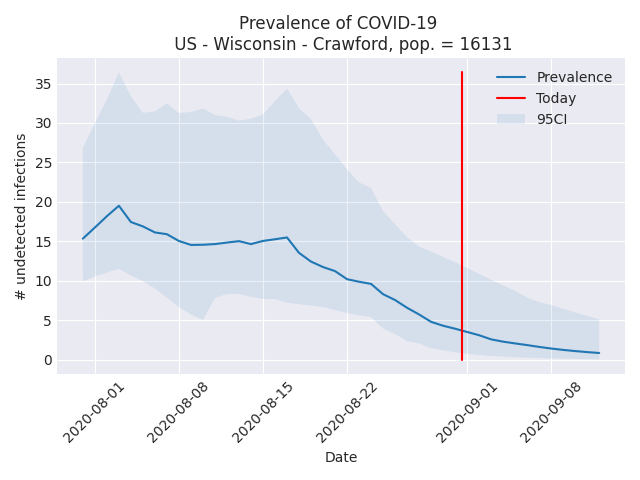 Prevalence of COVID-19
US - Wisconsin - Crawford, pop. = 16131
# undetected infections
35
30
25
20
15
10
5
0
Prevalence
Today
95CI
2020-08-01
2020-08-08
2020-08-15
2020-08-22
2020-09-01
2020-09-08
Date